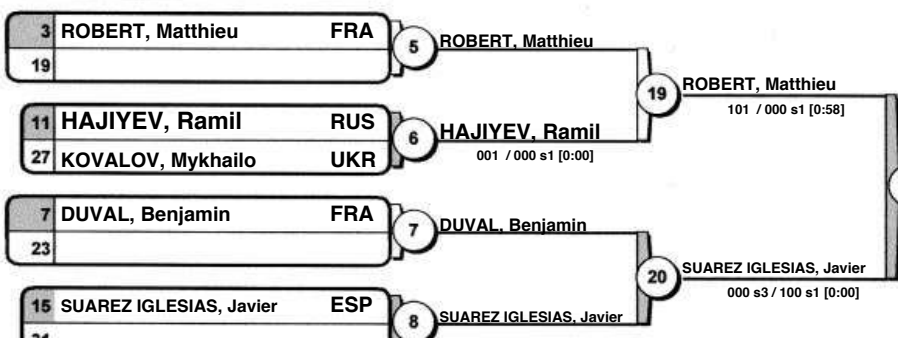 3 ROBERT, Matthieu FRA
19
5 ROBERT, Matthieu
11 HAJIYEV, Ramil RUS
27 KOVALOV, Mykhailo UKR
6 HAJIYEV, Ramil
001 / 000 s1 [0:00]
19 ROBERT, Matthieu
101 / 000 s1 [0:58]
7 DUVAL, Benjamin FRA
23
7 DUVAL, Benjamin
15 SUAREZ IGLESIAS, Javier ESP
8 SUAREZ IGLESIAS, Javier
20 SUAREZ IGLESIAS, Javier
000 s3 / 100 s1 [0:00]